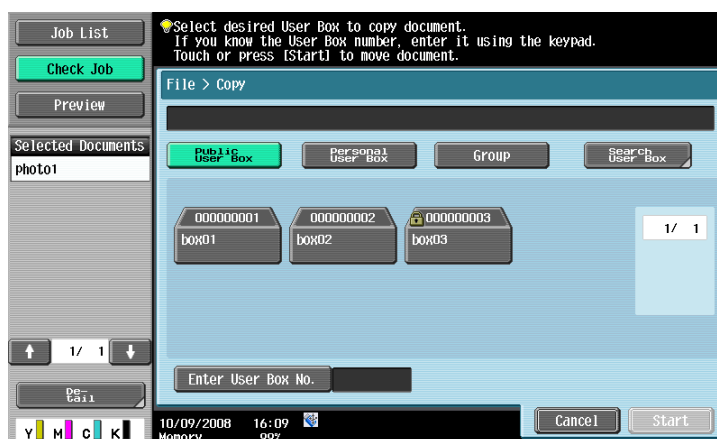 Job List
Check Job
Preview
Selected Documents
photo1
1/ 1
De-
tail
Y M C K
Select desired User Box to copy document.
If you know the User Box number, enter it using the keypad.
Touch or press [Start] to move document.
File > Copy
Public
User Box
Personal
User Box
Group
Search
User Box
000000001
box01
000000002
box02
000000003
box03
1/ 1
Enter User Box No.
10/09/2008 16:09
Memory 99%
Cancel
Start